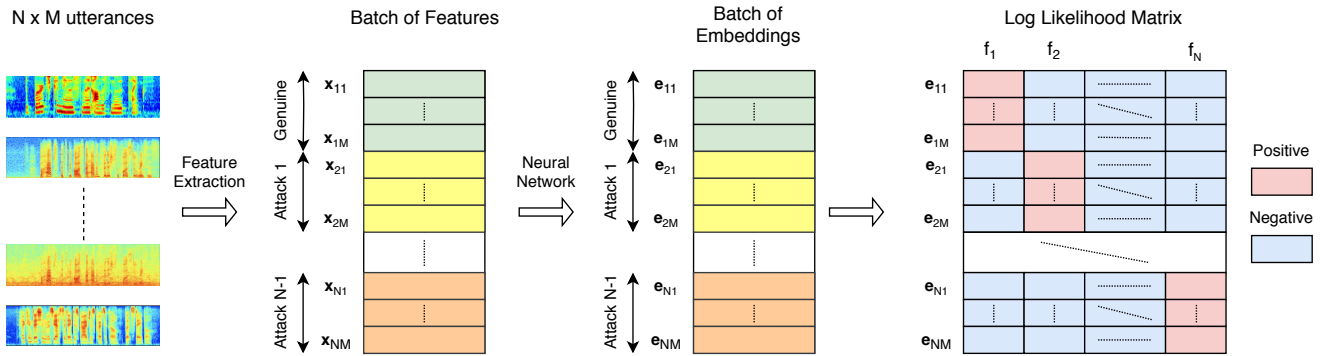 N x M utterances
Batch of Features
Batch of
Embeddings
Log Likelihood Matrix
f1
f2
fN
Feature
Extraction
Genuine
Attack 1
Attack N-1
x11
x1M
x21
x2M
xN1
xNM
Neural
Network
Genuine
Attack 1
Attack N-1
e11
e1M
e21
e2M
eN1
eNM
e11
e1M
e21
e2M
eN1
eNM
Positive
Negative